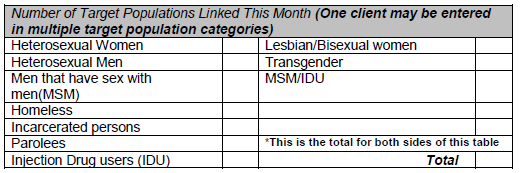 Number of Target Populations Linked This Month (One client may be entered
in multiple target population categories)
Heterosexual Women
Lesbian/Bisexual women
Heterosexual Men
Transgender
Men that have sex with
men(MSM)
MSM/IDU
Homeless
Incarcerated persons
Parolees
*This is the total for both sides of this table
Injection Drug users (IDU)
Total